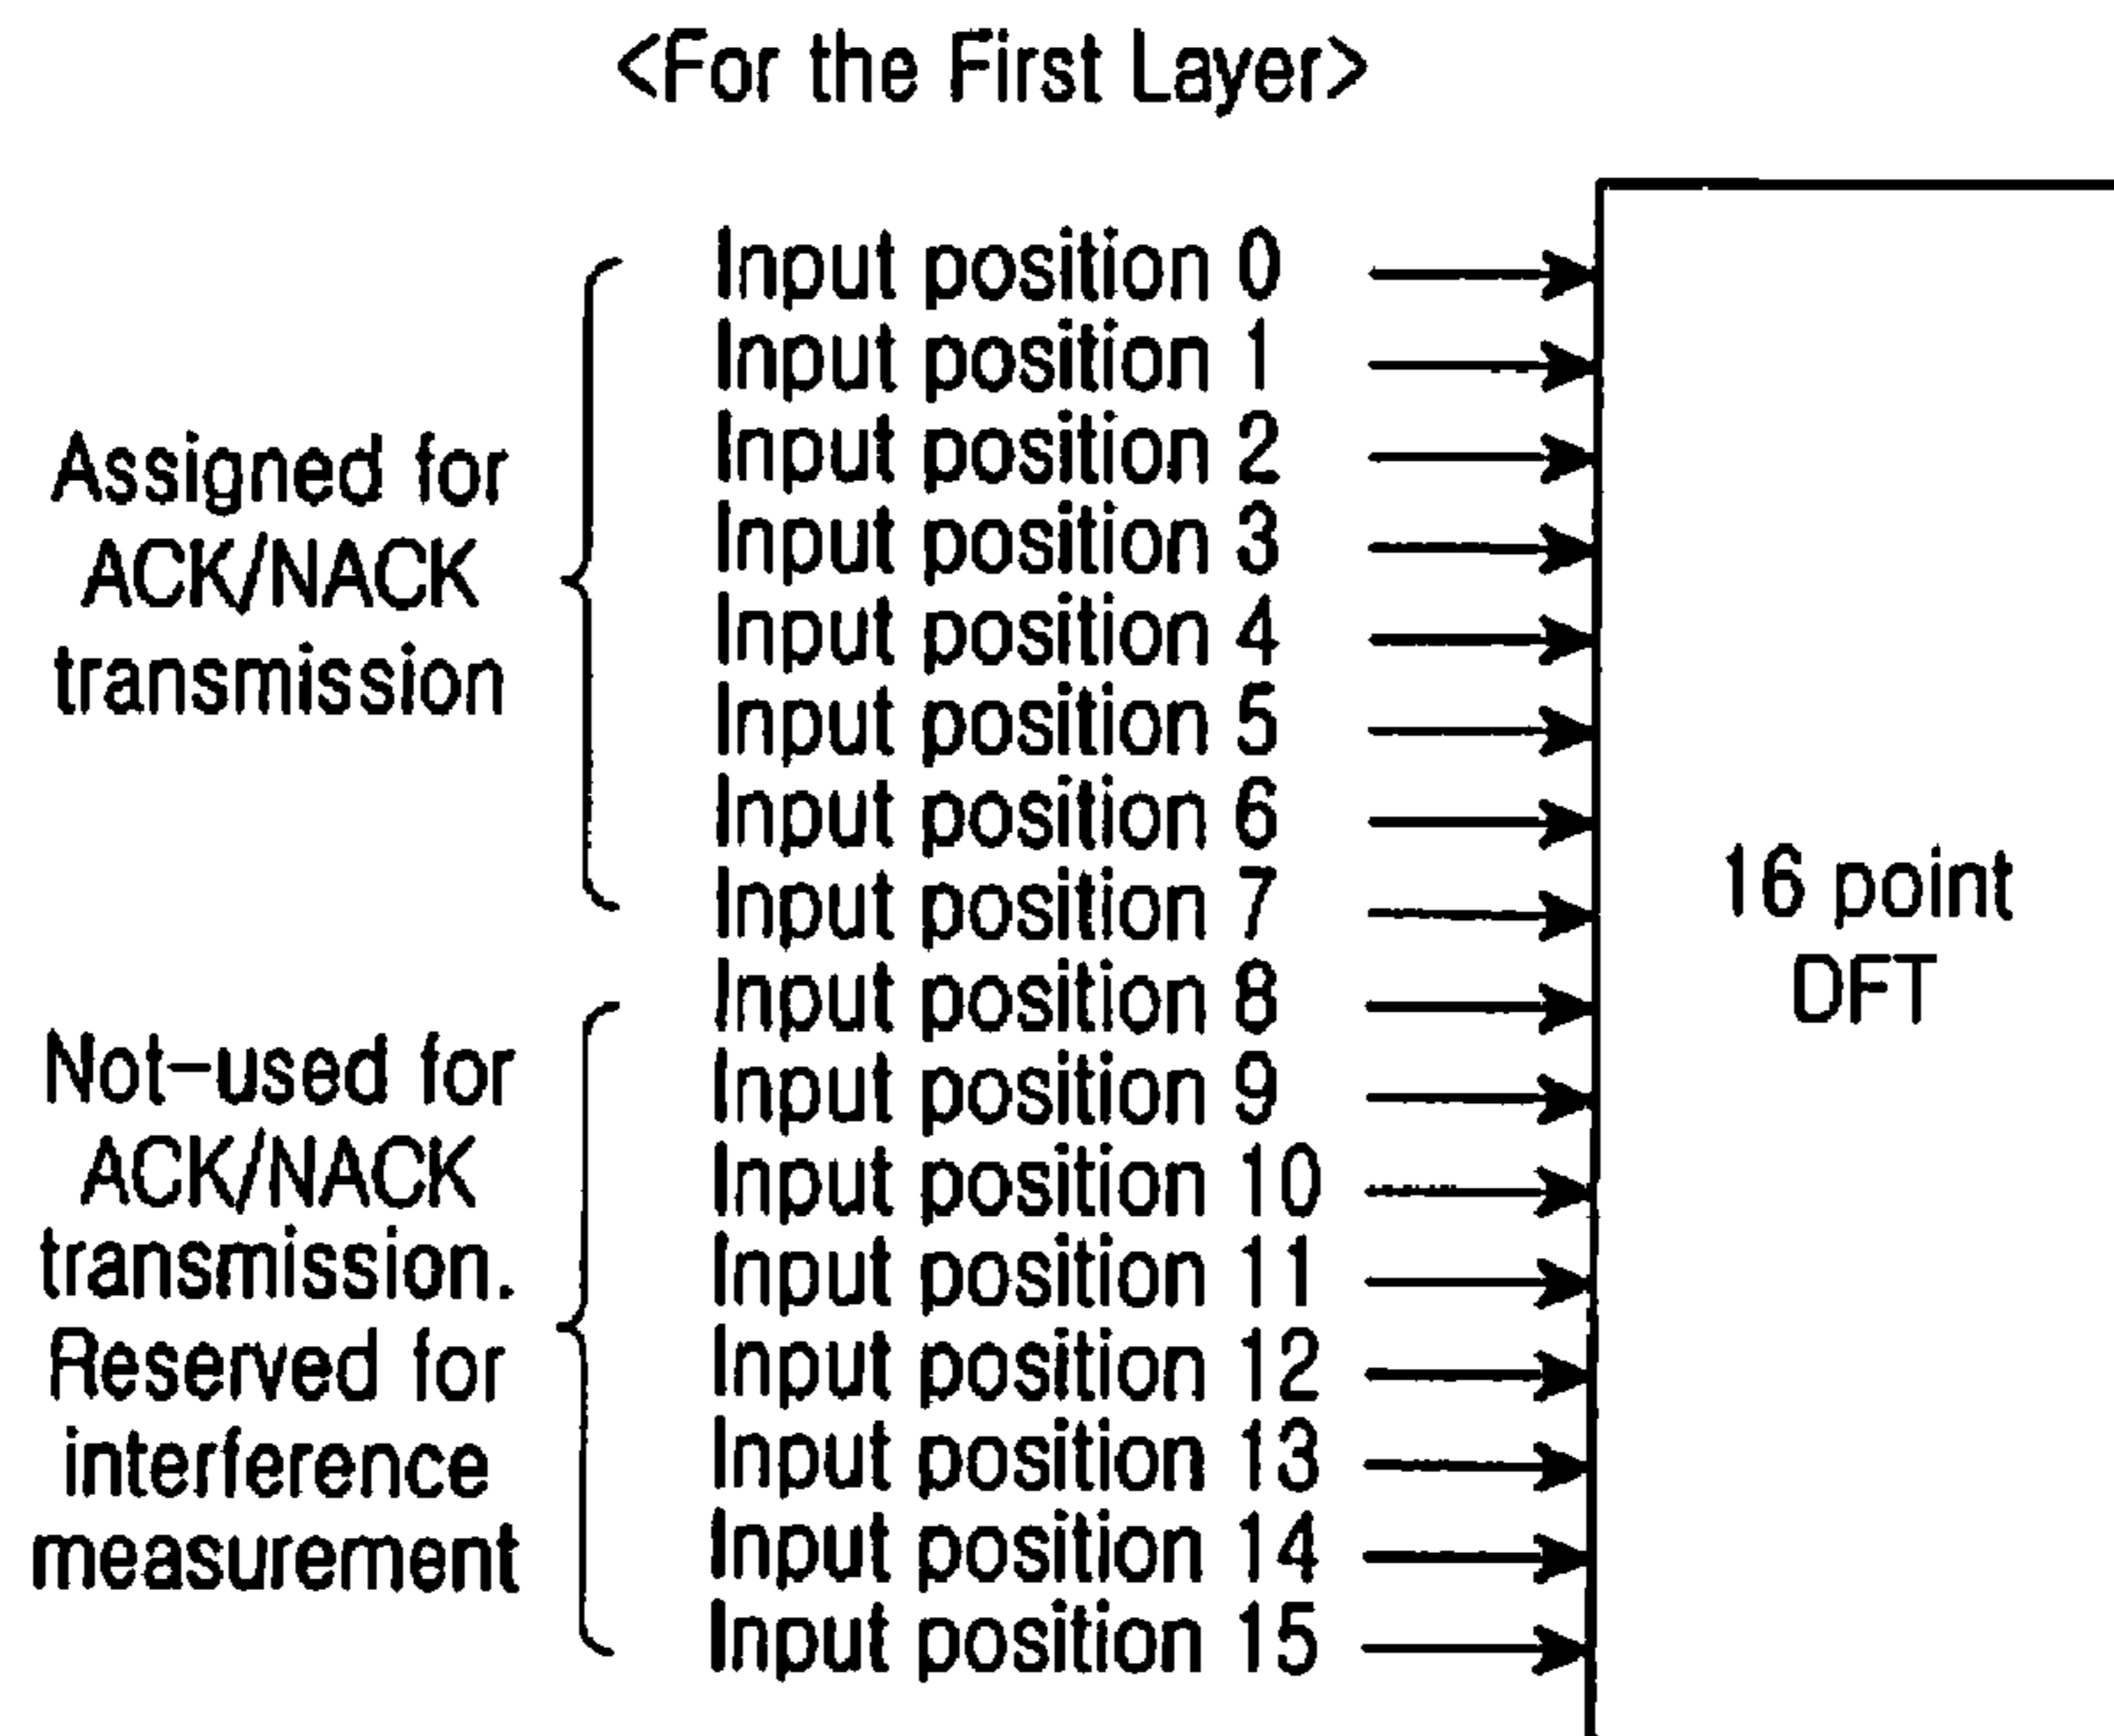 <For the First Layer>
Assigned for
ACK/NACK
transmission
Not-used for
ACK/NACK
transmission.
Reserved for
interference
measurement
Input position 0
Input position 1
Input position 2
Input position 3
Input position 4
Input position 5
Input position 6
Input position 7
Input position 8
Input position 9
Input position 10
Input position 11
Input position 12
Input position 13
Input position 14
Input position 15
16 point
DFT